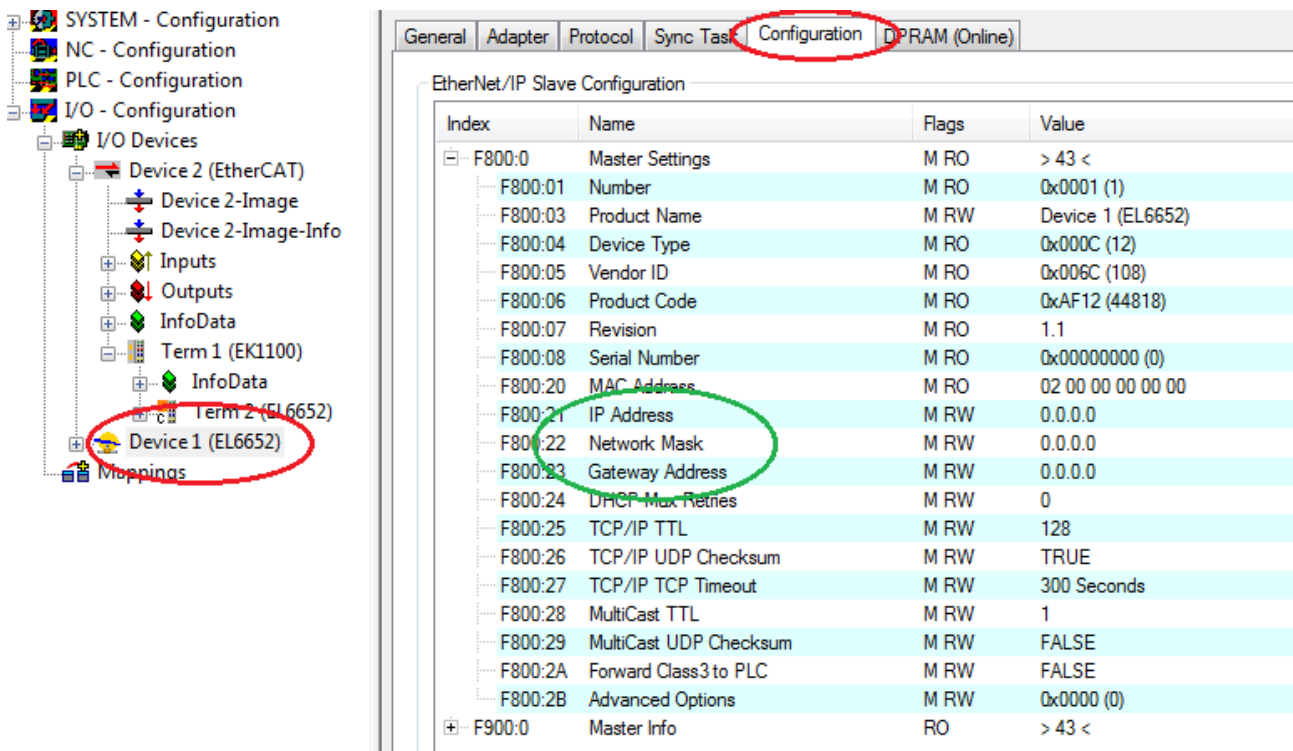 SYSTEM - Configuration
NC - Configuration
PLC - Configuration
I/O - Configuration
I/O Devices
Device 2 (EtherCAT)
Device 2-Image
Device 2-Image-Info
Inputs
Outputs
InfoData
Term 1 (EK1100)
InfoData
Term 2 (EL6652)
Device 1 (EL6652)
Mappings
General Adapter Protocol Sync Task Configuration DPRAM (Online)
EtherNet/IP Slave Configuration
Index Name Flags Value
F800:0 Master Settings M RO > 43 <
F800:01 Number M RO 0x0001 (1)
F800:03 Product Name M RW Device 1 (EL6652)
F800:04 Device Type M RO 0x000C (12)
F800:05 Vendor ID M RO 0x006C (108)
F800:06 Product Code M RO 0xAF12 (44818)
F800:07 Revision M RO 1.1
F800:08 Serial Number M RO 0x00000000 (0)
F800:20 MAC Address M RO 02 00 00 00 00 00
F800:21 IP Address M RW 0.0.0.0
F800:22 Network Mask M RW 0.0.0.0
F800:23 Gateway Address M RW 0.0.0.0
F800:24 DHCP Max Retries M RW 0
F800:25 TCP/IP TTL M RW 128
F800:26 TCP/IP UDP Checksum M RW TRUE
F800:27 TCP/IP TCP Timeout M RW 300 Seconds
F800:28 MultiCast TTL M RW 1
F800:29 MultiCast UDP Checksum M RW FALSE
F800:2A Forward Class3 to PLC M RW FALSE
F800:2B Advanced Options M RW 0x0000 (0)
F900:0 Master Info RO > 43 <